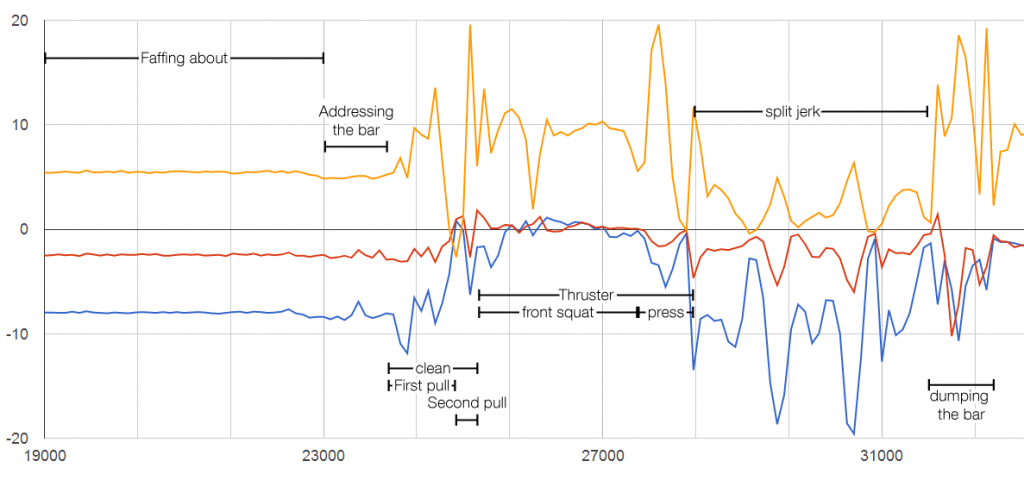 20
Faffing about
Addressing
the bar
split jerk
10
0
Thruster
front squat
press
clean
First pull
Second pull
dumping
the bar
-10
-20
19000
23000
27000
31000